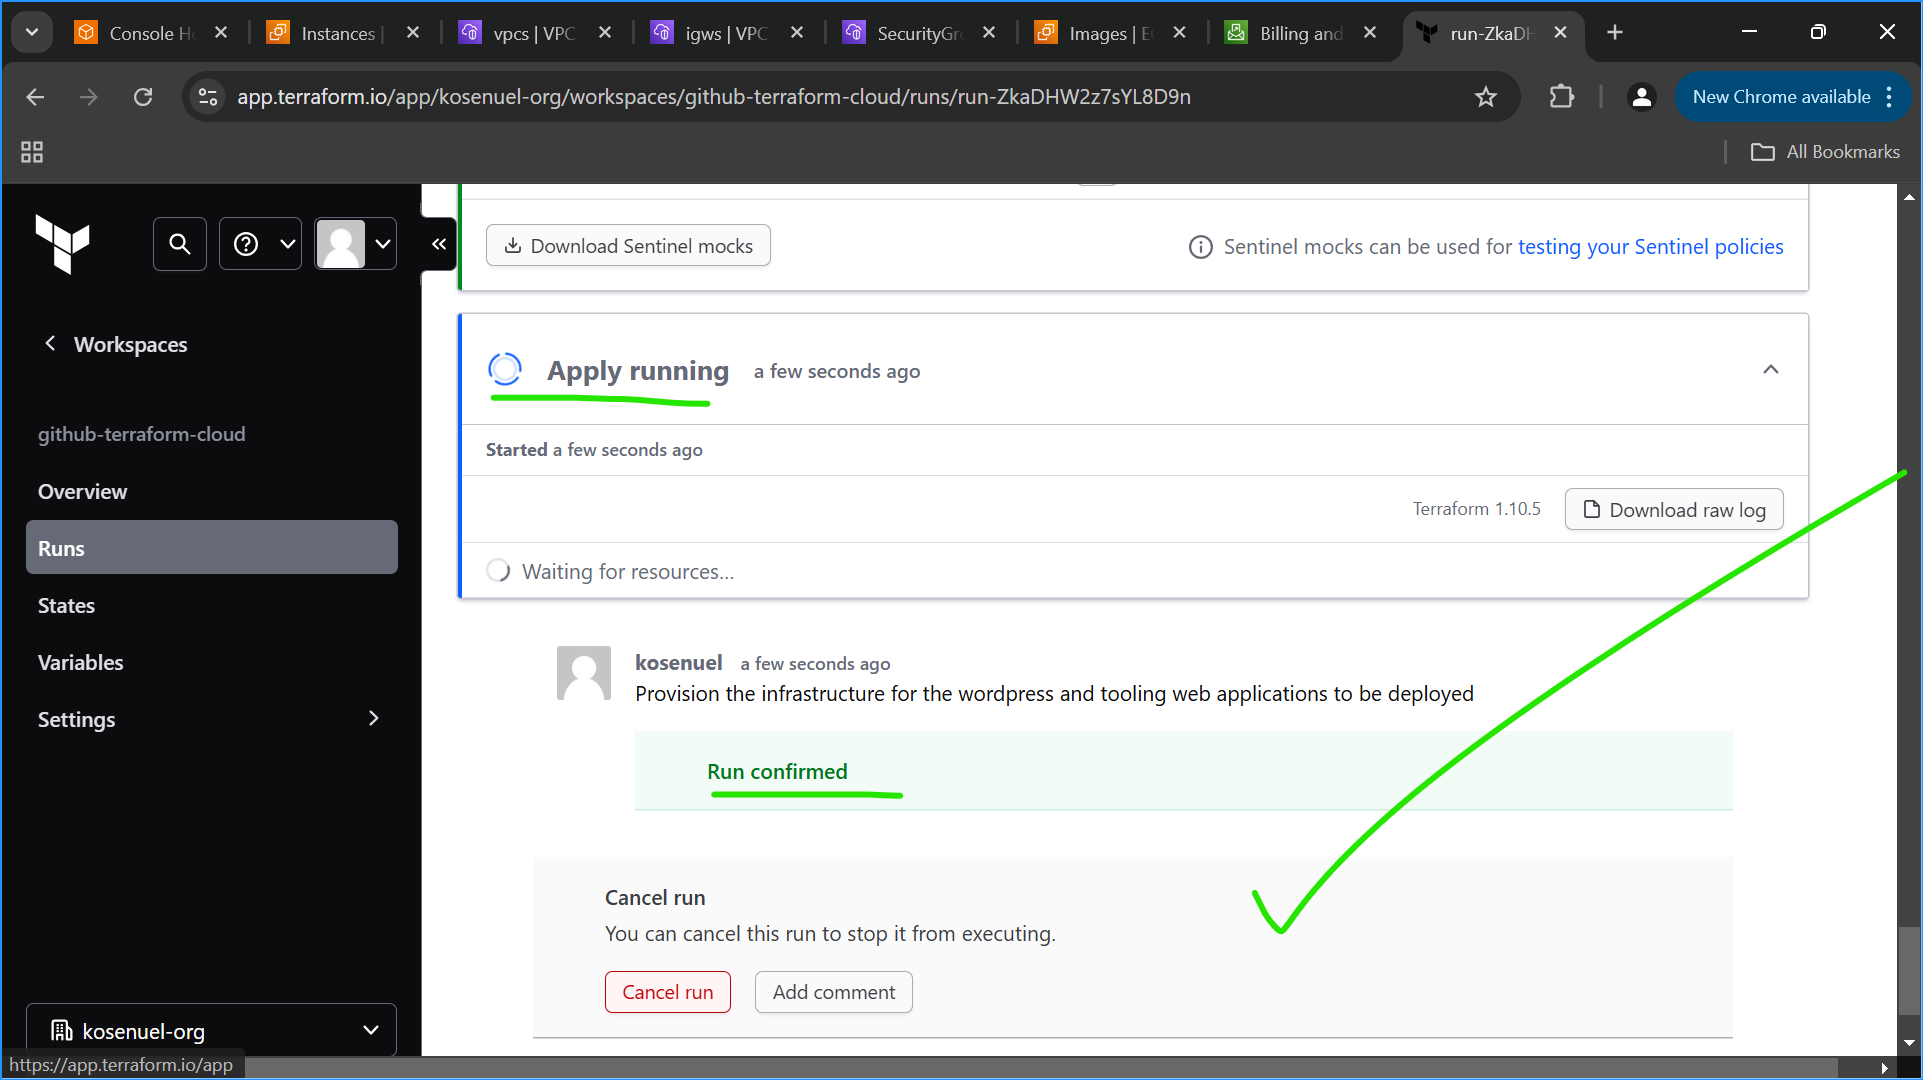 Console H
Instances |
vpcs | VPC
igws | VPC
SecurityGr
Images | E
Billing and
run-ZkaDH
app.terraform.io/app/kosenuel-org/workspaces/github-terraform-cloud/runs/run-ZkaDHW2z7sYL8D9n
New Chrome available
All Bookmarks
Download Sentinel mocks
Sentinel mocks can be used for testing your Sentinel policies
Workspaces
Apply running a few seconds ago
github-terraform-cloud
Started a few seconds ago
Overview
Terraform 1.10.5
Download raw log
Runs
Waiting for resources...
States
Variables
kosenuel a few seconds ago
Provision the infrastructure for the wordpress and tooling web applications to be deployed
Settings
Run confirmed
Cancel run
You can cancel this run to stop it from executing.
Cancel run
Add comment
kosenuel-org
https://app.terraform.io/app